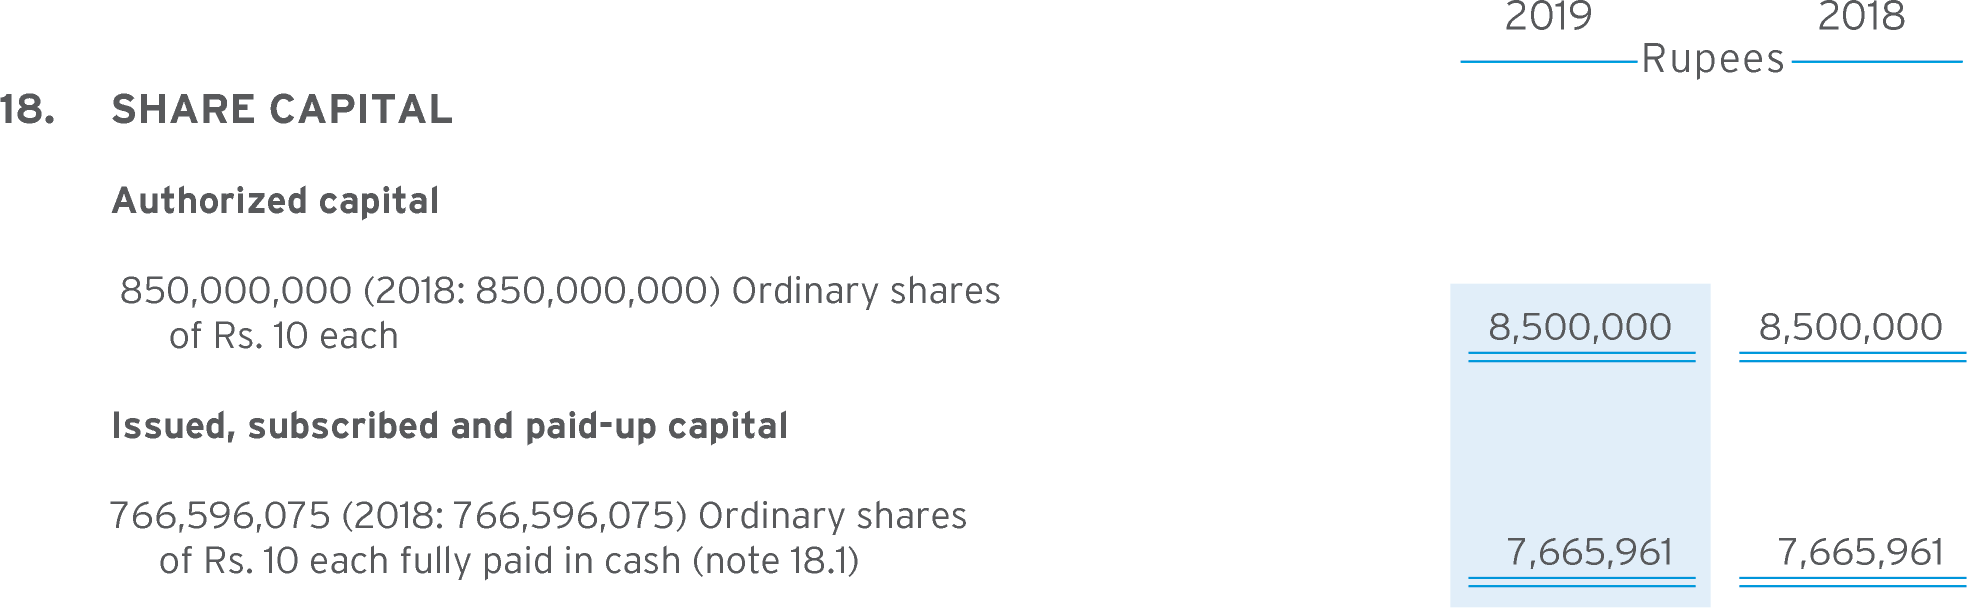 2019 2018
Rupees
18. SHARE CAPITAL
Authorized capital
850,000,000 (2018: 850,000,000) Ordinary shares
of Rs. 10 each 8,500,000 8,500,000
Issued, subscribed and paid-up capital
766,596,075 (2018: 766,596,075) Ordinary shares
of Rs. 10 each fully paid in cash (note 18.1) 7,665,961 7,665,961